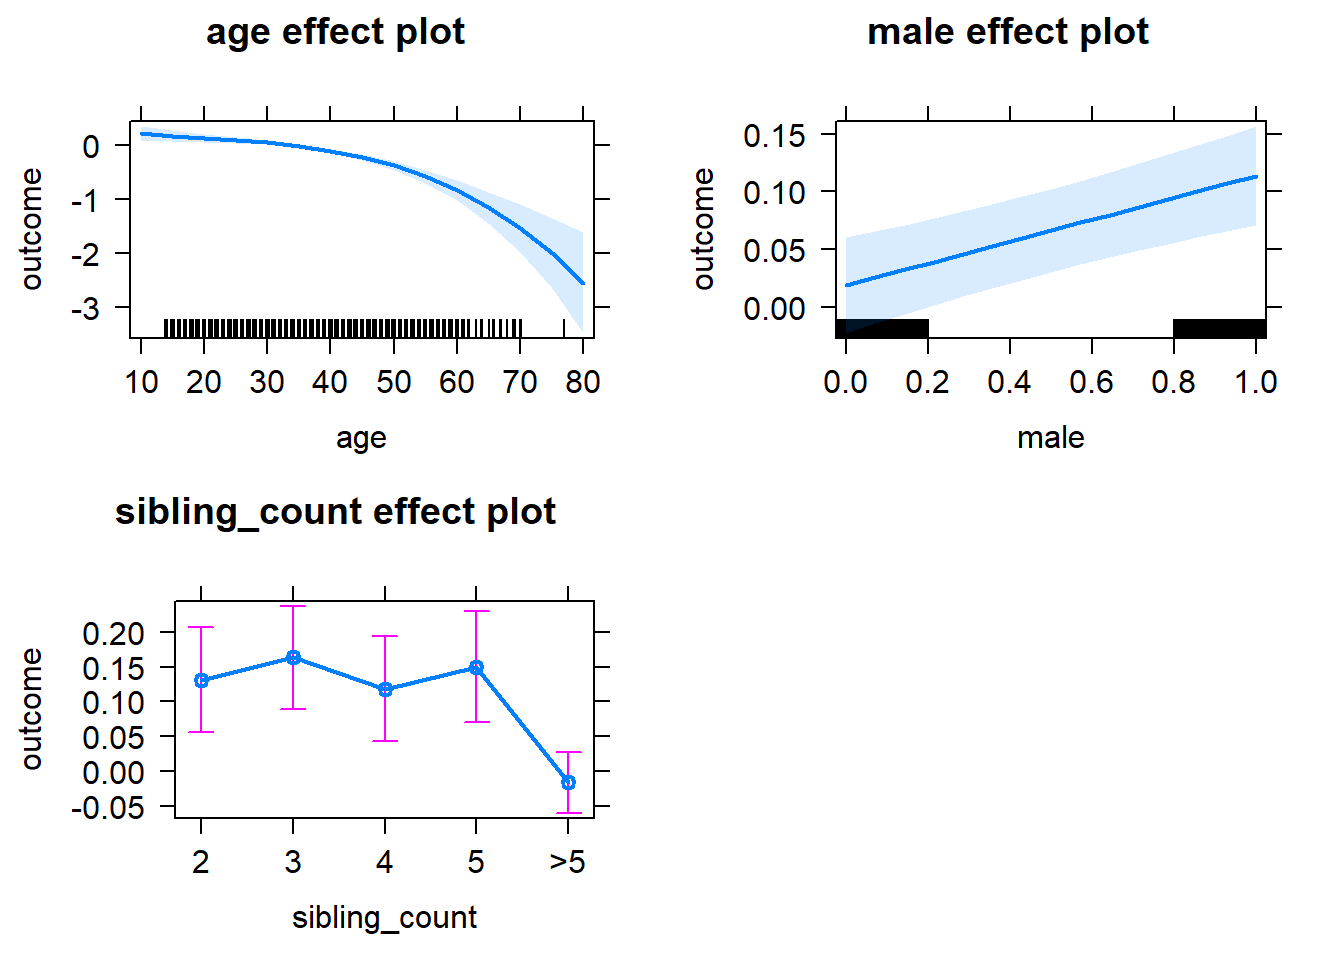 age effect plot
outcome
0
-1
-2
-3
10 20 30 40 50 60 70 80
age
male effect plot
outcome
0.15
0.10
0.05
0.00
0.0 0.2 0.4 0.6 0.8 1.0
male
sibling_count effect plot
outcome
0.20
0.15
0.10
0.05
0.00
-0.05
2 3 4 5 >5
sibling_count